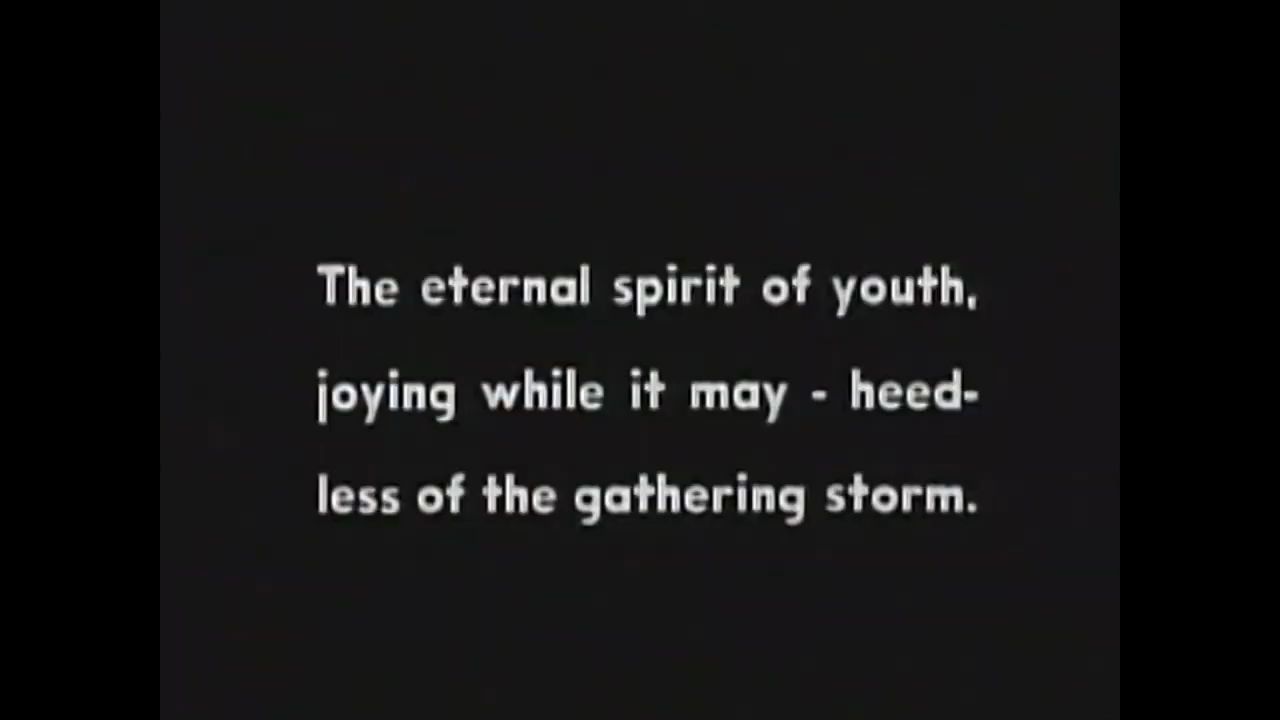 The eternal spirit of youth,
joying while it may - heed-
less of the gathering storm.